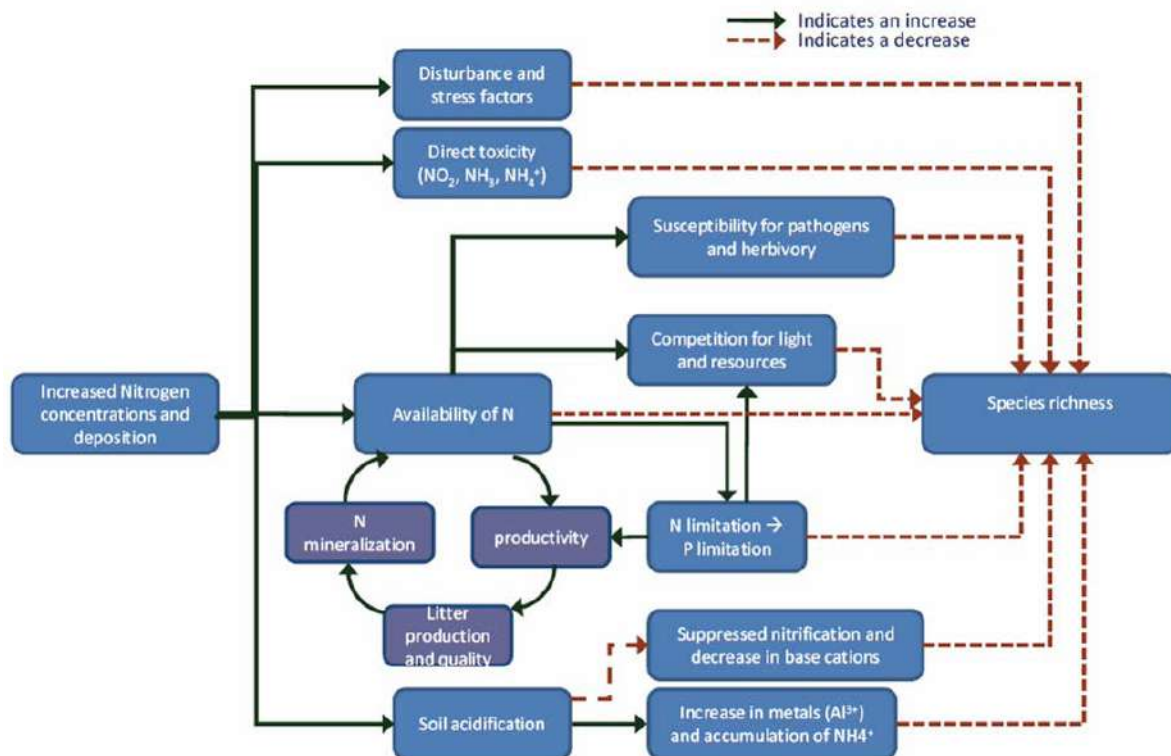 Indicates an increase
Indicates a decrease
Disturbance and
stress factors
Direct toxicity
(NO₂, NH₃, NH₄⁺)
Susceptibility for pathogens
and herbivory
Competition for light
and resources
Increased Nitrogen
concentrations and
deposition
Availability of N
Species richness
N
mineralization
productivity
N limitation →
P limitation
Litter
production
and quality
Suppressed nitrification and
decrease in base cations
Soil acidification
Increase in metals (Al³⁺)
and accumulation of NH4⁺